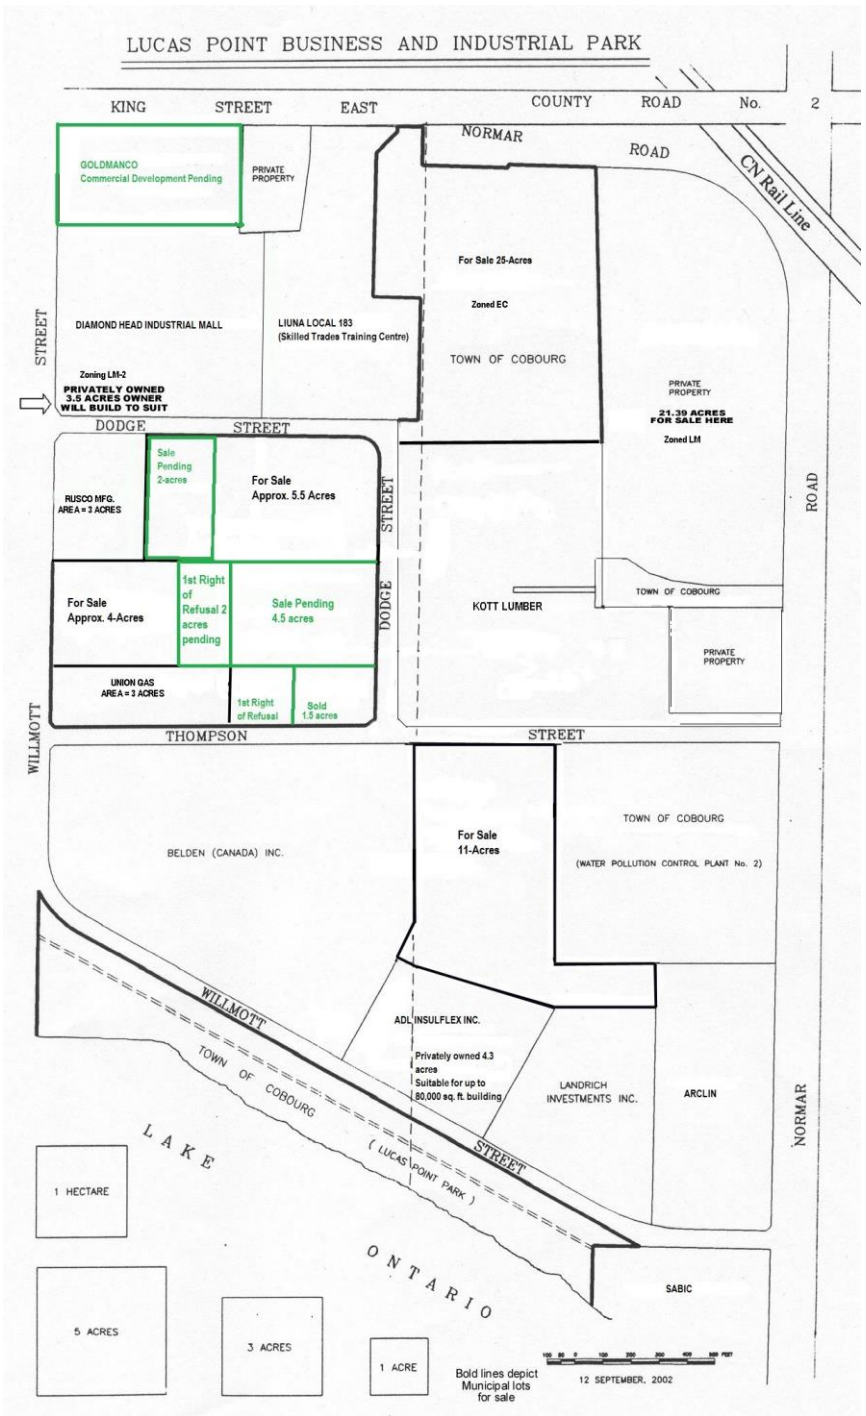 LUCAS POINT BUSINESS AND INDUSTRIAL PARK
KING STREET EAST
COUNTY ROAD No. 2
NORMAR ROAD
CN Rail Line
GOLDMANCO
Commercial Development Pending
PRIVATE
PROPERTY
For Sale 25-Acres
Zoned EC
TOWN OF COBOURG
STREET
DIAMOND HEAD INDUSTRIAL MALL
LIUNA LOCAL 183
(Skilled Trades Training Centre)
Zoning LM-2
PRIVATELY OWNED
3.5 ACRES OWNER
WILL BUILD TO SUIT
PRIVATE
PROPERTY
21.39 ACRES
FOR SALE HERE
Zoned LM
DODGE STREET
Sale
Pending
2-acres
For Sale
Approx. 5.5 Acres
RUSCO MFG.
AREA = 3 ACRES
STREET
DODGE
ROAD
For Sale
Approx. 4-Acres
1st Right
of
Refusal 2
acres
pending
Sale Pending
4.5 acres
KOTT LUMBER
TOWN OF COBOURG
PRIVATE
PROPERTY
UNION GAS
AREA = 3 ACRES
1st Right
of Refusal
Sold
1.5 acres
WILLMOTT
THOMPSON STREET
BELDEN (CANADA) INC.
For Sale
11-Acres
TOWN OF COBOURG
(WATER POLLUTION CONTROL PLANT No. 2)
WILLMOTT
STREET
ADL INSULFLEX INC.
Privately owned 4.3
acres
Suitable for up to
80,000 sq. ft. building
LANDRICH
INVESTMENTS INC.
ARCLIN
NORMAR
TOWN OF COBOURG
( LUCAS POINT PARK )
LAKE
ONTARIO
1 HECTARE
5 ACRES
3 ACRES
1 ACRE
SABIC
Bold lines depict
Municipal lots
for sale
100 50 0 100 200 300 400 500 FEET
12 SEPTEMBER, 2002